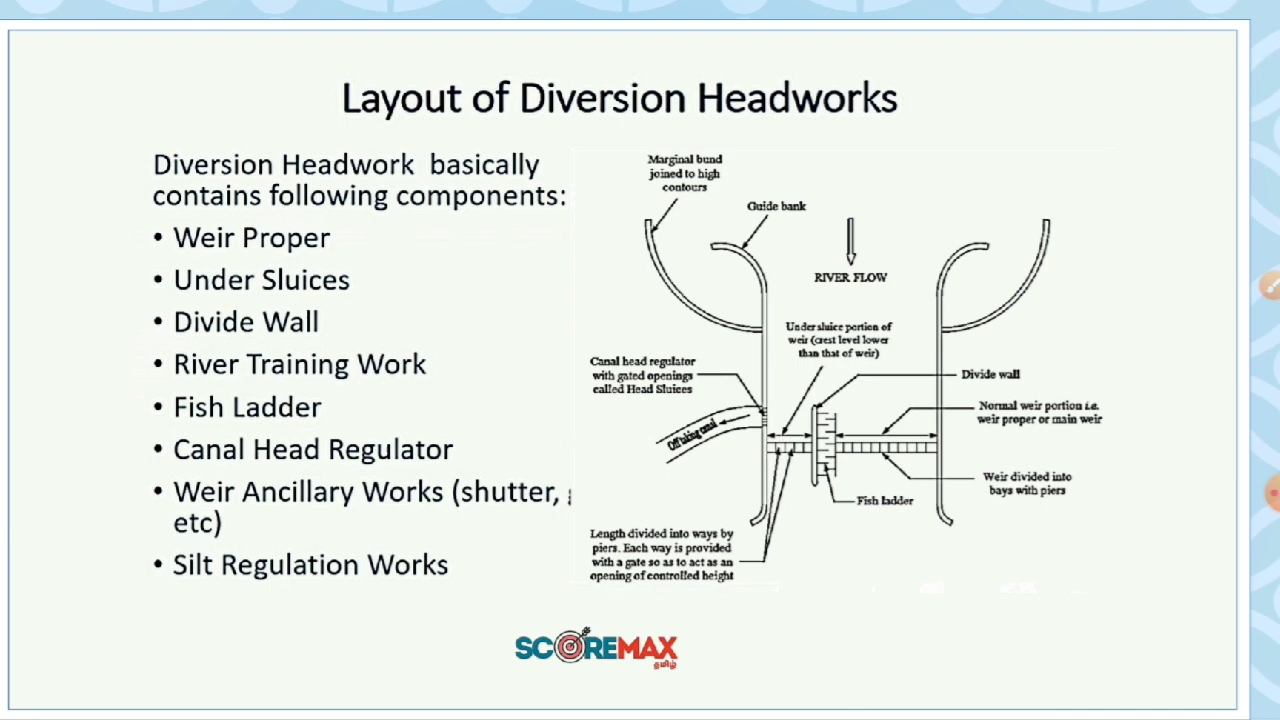 Layout of Diversion Headworks
Diversion Headwork basically
contains following components:
• Weir Proper
• Under Sluices
• Divide Wall
• River Training Work
• Fish Ladder
• Canal Head Regulator
• Weir Ancillary Works (shutter,
etc)
• Silt Regulation Works
Marginal bund
joined to high
contours
Guide bank
RIVER FLOW
Under sluice portion of
weir (crest level lower
than that of weir)
Canal head regulator
with gated openings
called Head Sluices
Off taking canal
Divide wall
Normal weir portion i.e.
weir proper or main weir
Weir divided into
bays with piers
Fish ladder
Length divided into ways by
piers. Each way is provided
with a gate so as to act as an
opening of controlled height
SCOREMAX
தமிழ்